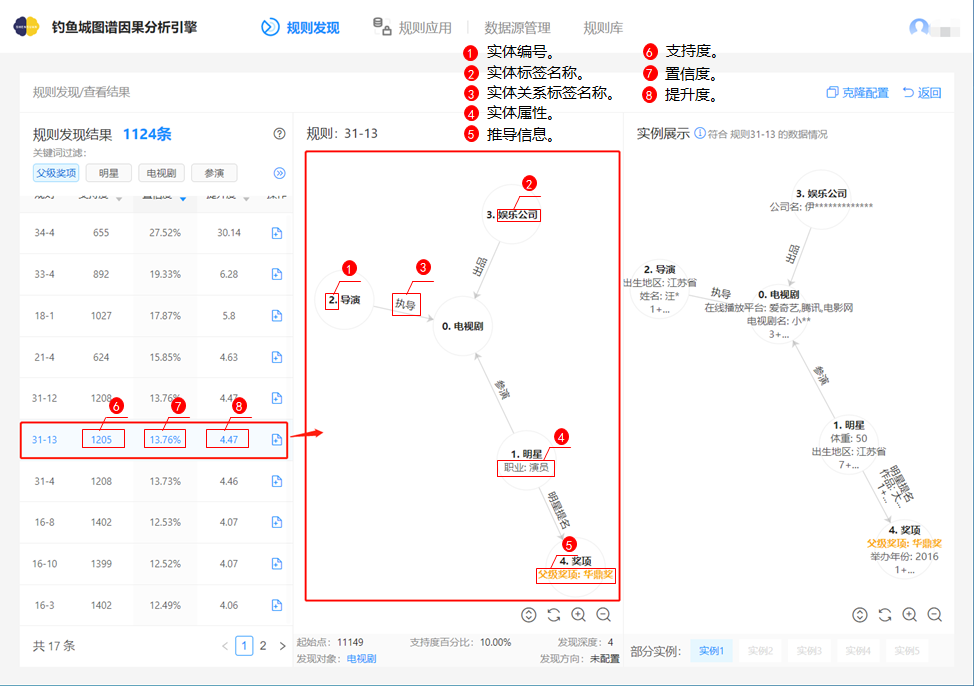 钓鱼城图谱因果分析引擎
规则发现
规则应用
数据源管理
规则库
1 实体编号。
2 实体标签名称。
3 实体关系标签名称。
4 实体属性。
5 推导信息。
6 支持度。
7 置信度。
8 提升度。
规则发现/查看结果
克隆配置
返回
规则发现结果 1124条
关键词过滤:
父级奖项 明星 电视剧 参演
规则 支持度 置信度 提升度 操作
34-4 655 27.52% 30.14
33-4 892 19.33% 6.28
18-1 1027 17.87% 5.8
21-4 624 15.85% 4.63
31-12 1208 13.76% 4.47
6 7 8
31-13 1205 13.76% 4.47
31-4 1208 13.73% 4.46
16-8 1402 12.53% 4.07
16-10 1399 12.52% 4.07
16-3 1402 12.49% 4.06
共 17 条
1 2
规则: 31-13
2
3. 娱乐公司
出品
1
3
2. 导演
执导
0. 电视剧
参演
4
1. 明星
职业: 演员
明星提名
5
4. 奖项
父级奖项: 华鼎奖
起始点: 11149
支持度百分比: 10.00%
发现深度: 4
发现对象: 电视剧
发现方向: 未配置
实例展示 符合 规则31-13 的数据情况
3. 娱乐公司
公司名: 伊*************
出品
2. 导演
出生地区: 江苏省
姓名: 汪*
1+...
执导
0. 电视剧
在线播放平台: 爱奇艺,腾讯,电影网
电视剧名: 小**
3+...
参演
1. 明星
体重: 50
出生地区: 江苏省
7+...
明星提名
作品: 大...
1+...
4. 奖项
父级奖项: 华鼎奖
举办年份: 2016
1+...
部分实例: 实例1 实例2 实例3 实例4 实例5